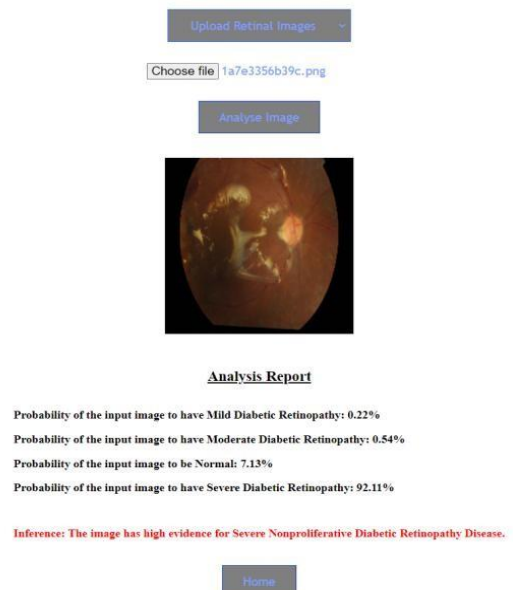 Upload Retinal Images
Choose file 1a7e3356b39c.png
Analyse Image
Analysis Report
Probability of the input image to have Mild Diabetic Retinopathy: 0.22%
Probability of the input image to have Moderate Diabetic Retinopathy: 0.54%
Probability of the input image to be Normal: 7.13%
Probability of the input image to have Severe Diabetic Retinopathy: 92.11%
Inference: The image has high evidence for Severe Nonproliferative Diabetic Retinopathy Disease.
Home